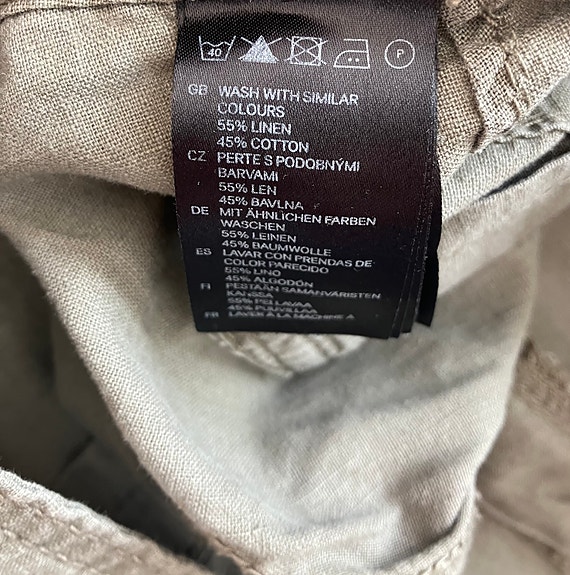 40 P
GB WASH WITH SIMILAR
COLOURS
55% LINEN
45% COTTON
CZ PERTE S PODOBNÝMI
BARVAMI
55% LEN
45% BAVLNA
DE MIT ÄHNLICHEN FARBEN
WASCHEN
55% LEINEN
45% BAUMWOLLE
ES LAVAR CON PRENDAS DE
COLOR PARECIDO
55% LINO
45% ALGODÓN
FI PESTÄÄN SAMANVÄRISTEN
KANSSA
55% PELLAVAA
45% PUUVILLAA
FR LAVER À LA MACHINE À